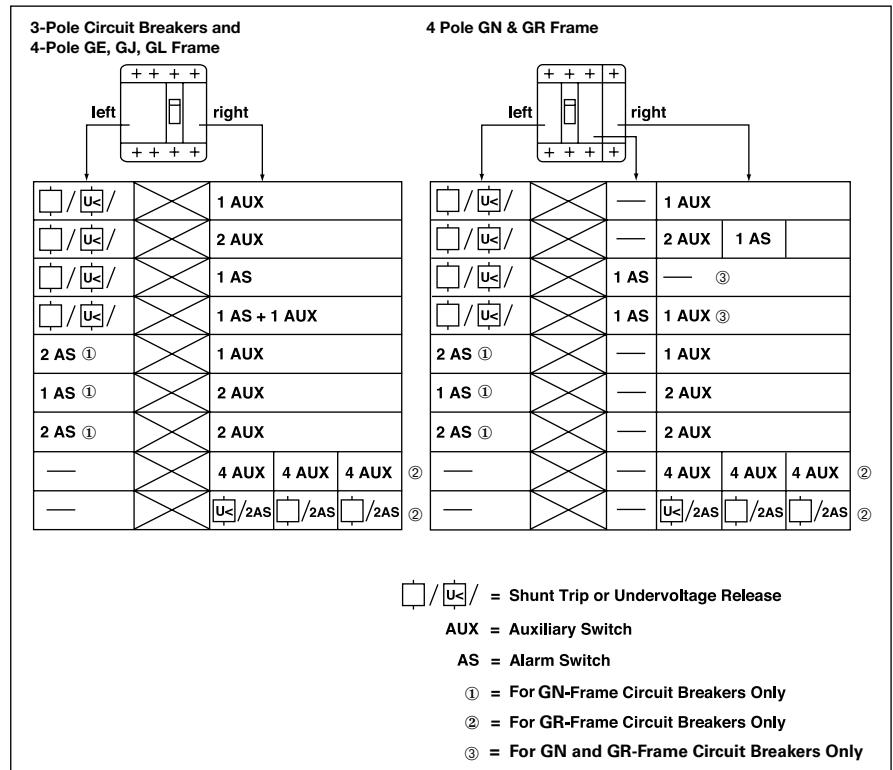 3-Pole Circuit Breakers and
4-Pole GE, GJ, GL Frame
4 Pole GN & GR Frame
+ + + +
left right
+ + + +
/ U< / 1 AUX
/ U< / 2 AUX
/ U< / 1 AS
/ U< / 1 AS + 1 AUX
2 AS ① 1 AUX
1 AS ① 2 AUX
2 AS ① 2 AUX
— 4 AUX 4 AUX 4 AUX ②
— U< /2AS /2AS /2AS ②
+ + + +
left right
+ + + +
/ U< / — 1 AUX
/ U< / — 2 AUX 1 AS
/ U< / 1 AS — ③
/ U< / 1 AS 1 AUX ③
2 AS ① — 1 AUX
1 AS ① — 2 AUX
2 AS ① — 2 AUX
— — 4 AUX 4 AUX 4 AUX ②
— — U< /2AS /2AS /2AS ②
/ U< / = Shunt Trip or Undervoltage Release
AUX = Auxiliary Switch
AS = Alarm Switch
① = For GN-Frame Circuit Breakers Only
② = For GR-Frame Circuit Breakers Only
③ = For GN and GR-Frame Circuit Breakers Only